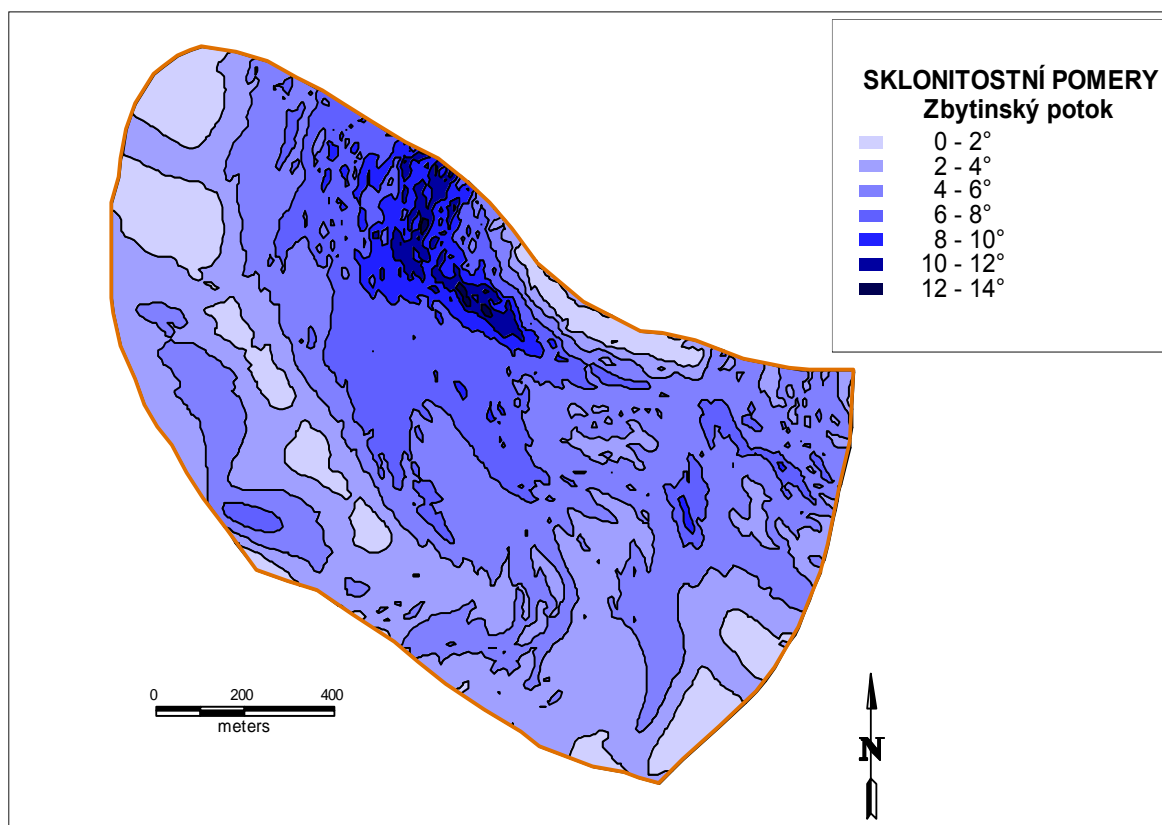 SKLONITOSTNÍ POMERY
Zbytinský potok
0 - 2°
2 - 4°
4 - 6°
6 - 8°
8 - 10°
10 - 12°
12 - 14°
0 200 400
meters
N